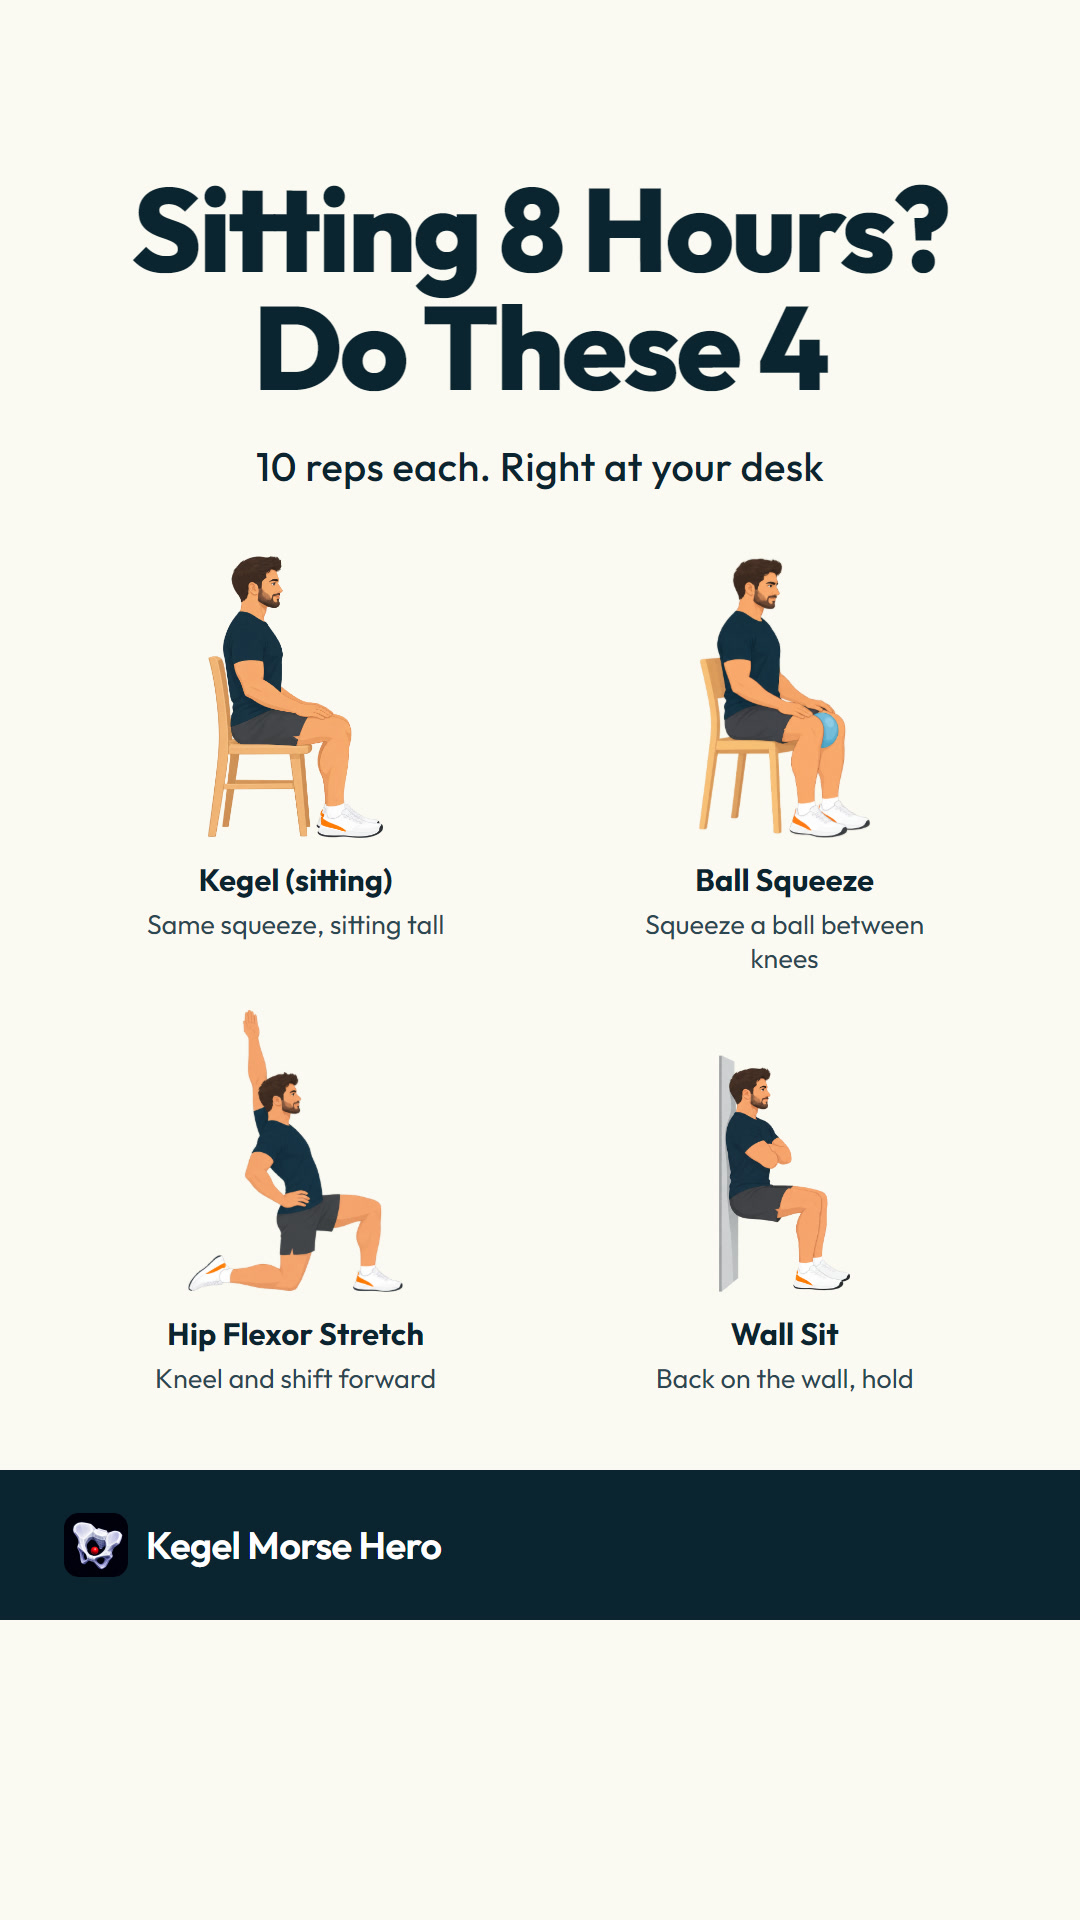 Sitting 8 Hours?
Do These 4
10 reps each. Right at your desk
Kegel (sitting)
Same squeeze, sitting tall
Ball Squeeze
Squeeze a ball between
knees
Hip Flexor Stretch
Kneel and shift forward
Wall Sit
Back on the wall, hold
Kegel Morse Hero